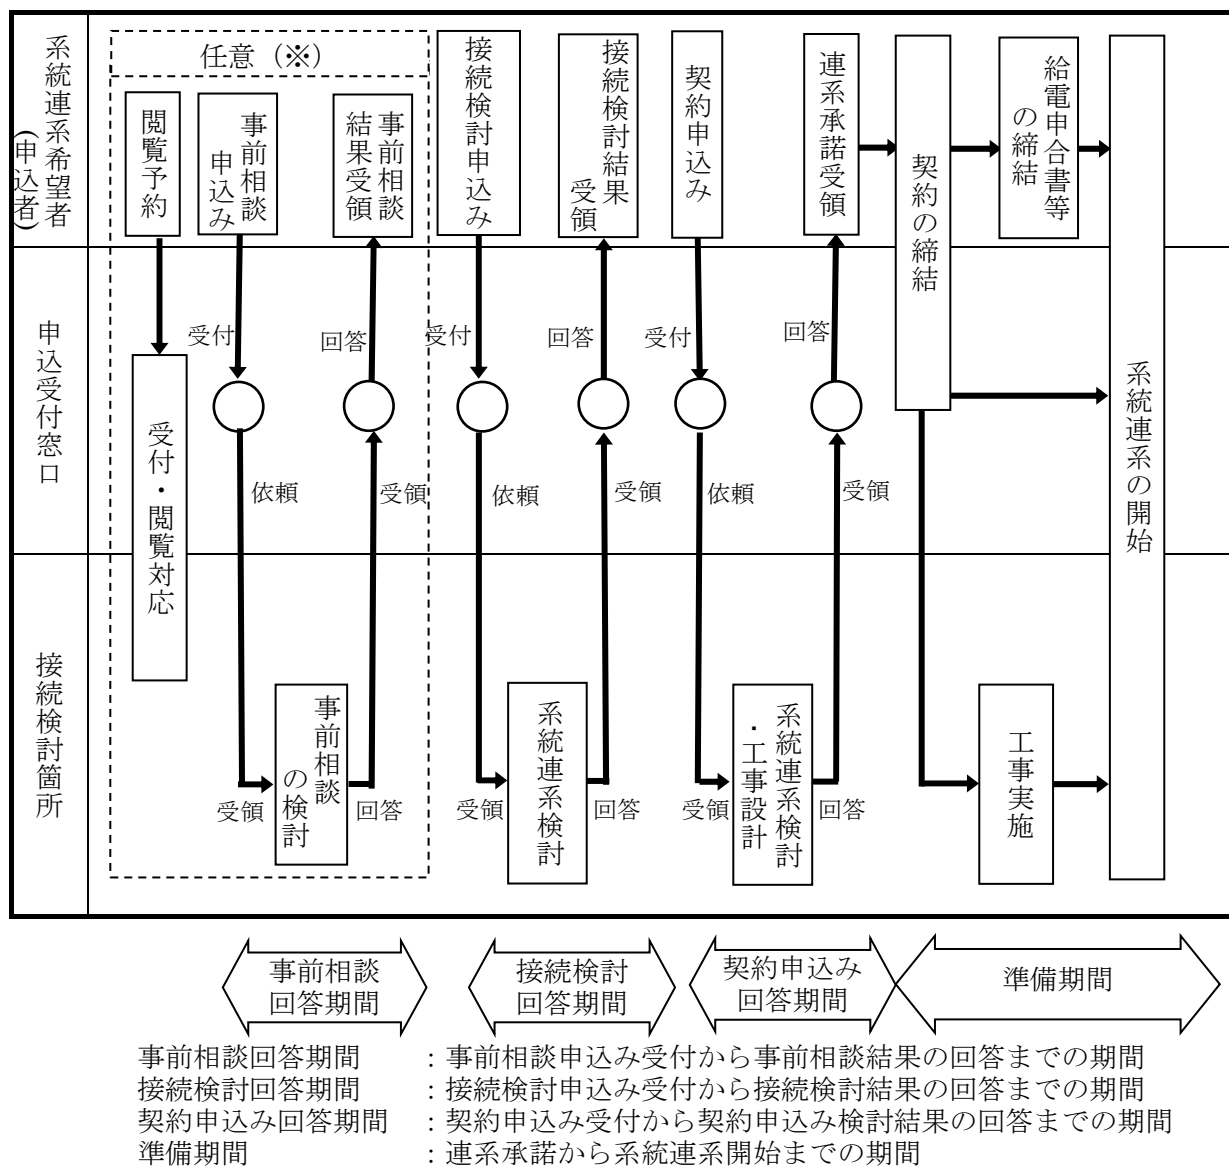 系統連系希望者
(申込者)
任意（※）
閲覧予約
事前相談
申込み
事前相談
結果受領
接続検討申込み
接続検討結果
受領
契約申込み
連系承諾受領
契約の締結
給電申合書等
の締結
系統連系の開始
申込受付窓口
受付
回答
受付
回答
受付
回答
受付・閲覧対応
依頼
受領
依頼
受領
依頼
受領
接続検討箇所
事前相談
の検討
系統連系検討
系統連系検討
・工事設計
工事実施
受領
回答
受領
回答
受領
回答
事前相談
回答期間
接続検討
回答期間
契約申込み
回答期間
準備期間
事前相談回答期間　：事前相談申込み受付から事前相談結果の回答までの期間
接続検討回答期間　：接続検討申込み受付から接続検討結果の回答までの期間
契約申込み回答期間　：契約申込み受付から契約申込み検討結果の回答までの期間
準備期間　：連系承諾から系統連系開始までの期間